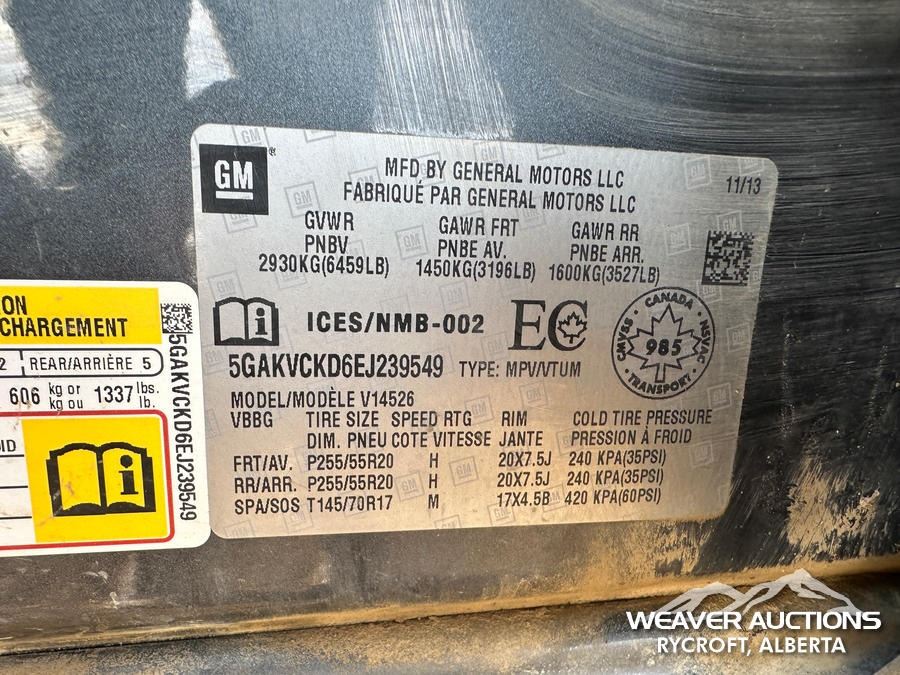 GM
MFD BY GENERAL MOTORS LLC
FABRIQUÉ PAR GENERAL MOTORS LLC
11/13
GVWR GAWR FRT GAWR RR
PNBV PNBE AV. PNBE ARR.
2930KG(6459LB) 1450KG(3196LB) 1600KG(3527LB)
ICES/NMB-002 EC
CANADA
CMVSS 985 NSVAC
TRANSPORT
5GAKVCKD6EJ239549 TYPE: MPV/VTUM
MODEL/MODÈLE V14526
VBBG TIRE SIZE SPEED RTG RIM COLD TIRE PRESSURE
DIM. PNEU COTE VITESSE JANTE PRESSION À FROID
FRT/AV. P255/55R20 H 20X7.5J 240 KPA(35PSI)
RR/ARR. P255/55R20 H 20X7.5J 240 KPA(35PSI)
SPA/SOS T145/70R17 M 17X4.5B 420 KPA(60PSI)
ON
CHARGEMENT
2 REAR/ARRIÈRE 5
606 kg or kg ou 1337 lbs. lb.
OID
5GAKVCKD6EJ239549
WEAVER AUCTIONS
RYCROFT, ALBERTA